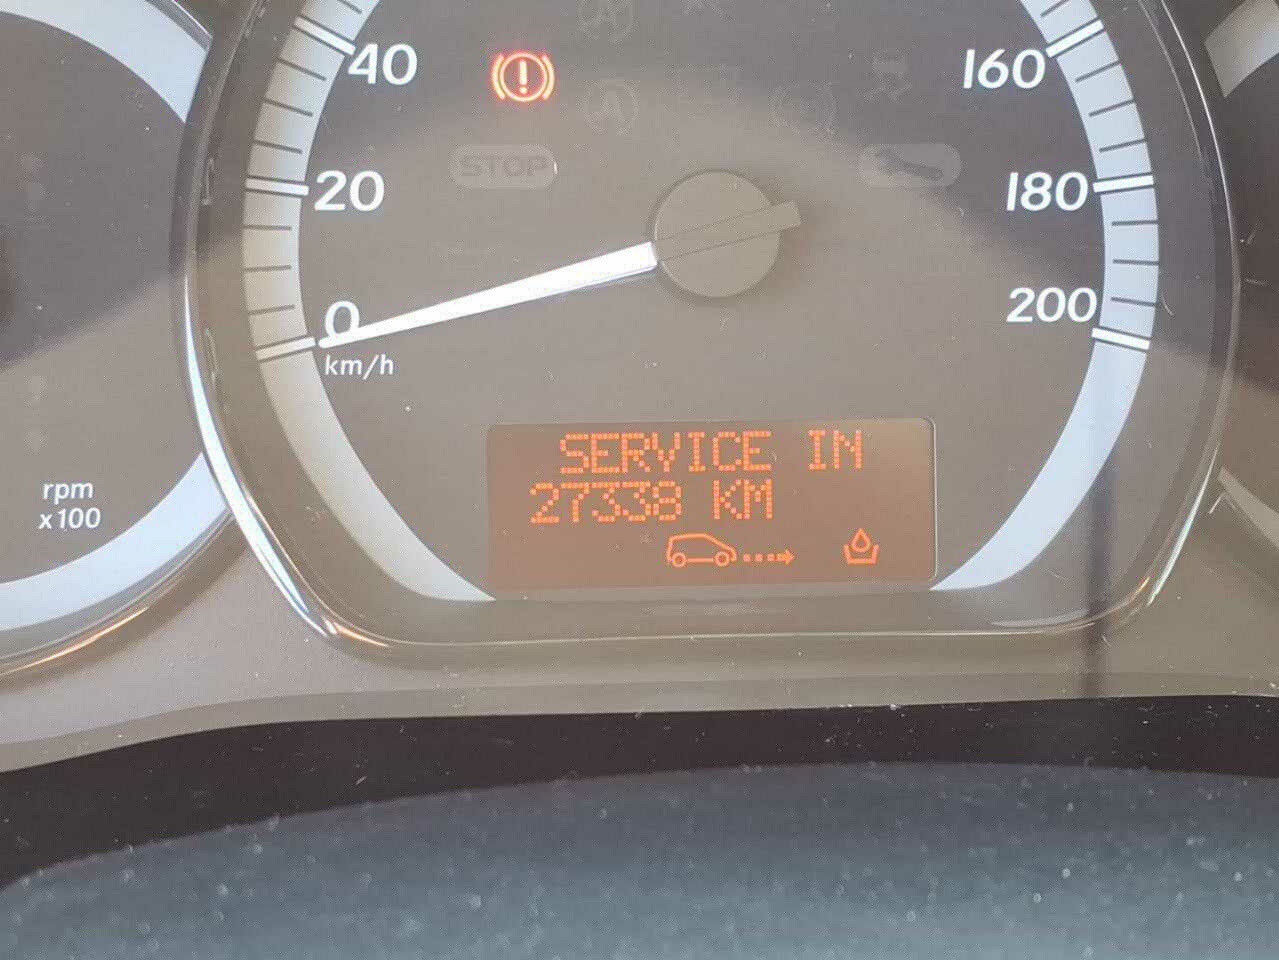 40
160
STOP
20
180
0
200
km/h
SERVICE IN
27338 KM
rpm
x100